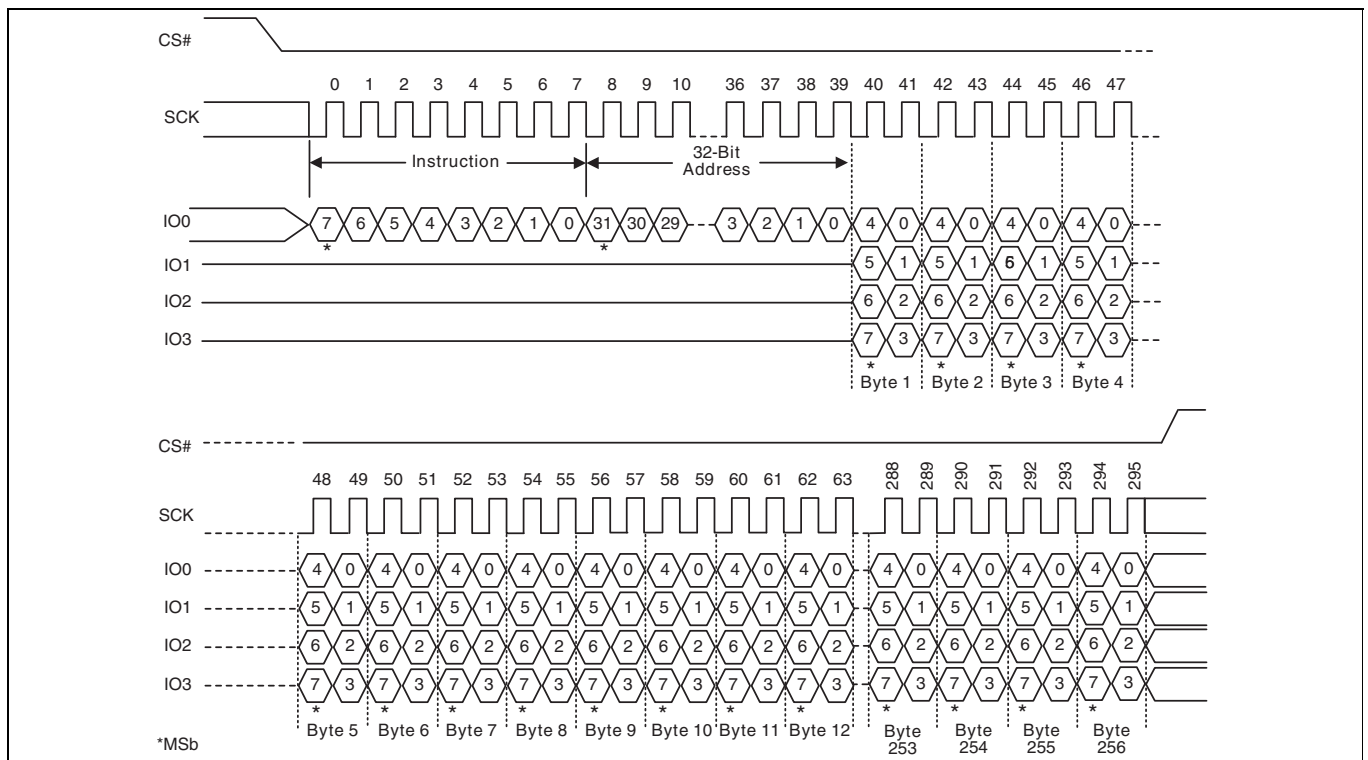 CS#
0 1 2 3 4 5 6 7 8 9 10 36 37 38 39 40 41 42 43 44 45 46 47
SCK
Instruction
32-Bit
Address
IO0 7 6 5 4 3 2 1 0 31 30 29 3 2 1 0 4 0 4 0 4 0 4 0
* *
IO1 5 1 5 1 6 1 5 1
IO2 6 2 6 2 6 2 6 2
IO3 7 3 7 3 7 3 7 3
* * * *
Byte 1 Byte 2 Byte 3 Byte 4
CS#
48 49 50 51 52 53 54 55 56 57 58 59 60 61 62 63 288 289 290 291 292 293 294 295
SCK
IO0 4 0 4 0 4 0 4 0 4 0 4 0 4 0 4 0 4 0 4 0 4 0 4 0
IO1 5 1 5 1 5 1 5 1 5 1 5 1 5 1 5 1 5 1 5 1 5 1 5 1
IO2 6 2 6 2 6 2 6 2 6 2 6 2 6 2 6 2 6 2 6 2 6 2 6 2
IO3 7 3 7 3 7 3 7 3 7 3 7 3 7 3 7 3 7 3 7 3 7 3 7 3
* * * * * * * * * * * *
Byte 5 Byte 6 Byte 7 Byte 8 Byte 9 Byte 10 Byte 11 Byte 12 Byte Byte Byte Byte
253 254 255 256
*MSb